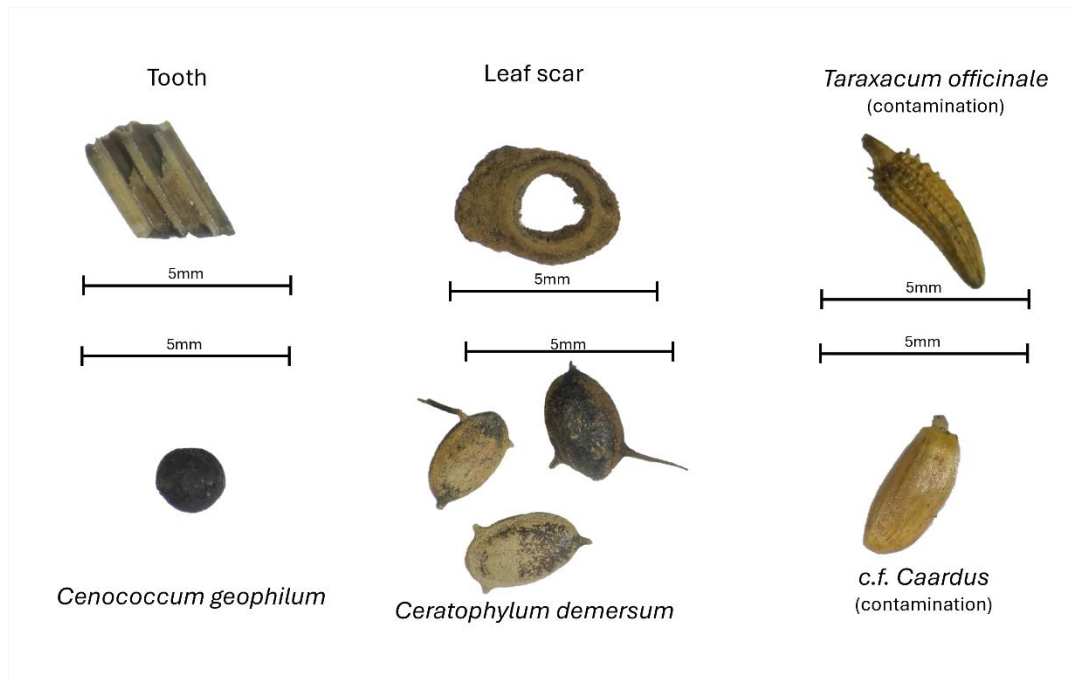 Tooth
Leaf scar
Taraxacum officinale
(contamination)
5mm
5mm
5mm
5mm
5mm
5mm
Cenococcum geophilum
Ceratophylum demersum
c.f. Caardus
(contamination)